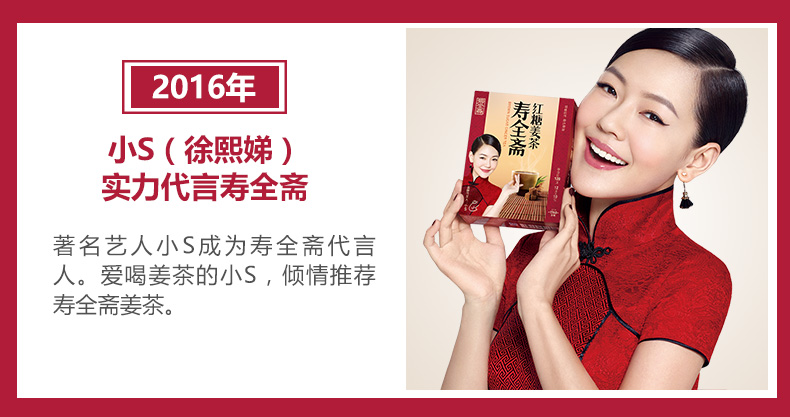 2016年
小S（徐熙娣）
实力代言寿全斋
著名艺人小S成为寿全斋代言
人。爱喝姜茶的小S，倾情推荐
寿全斋姜茶。
红糖姜茶
寿全斋